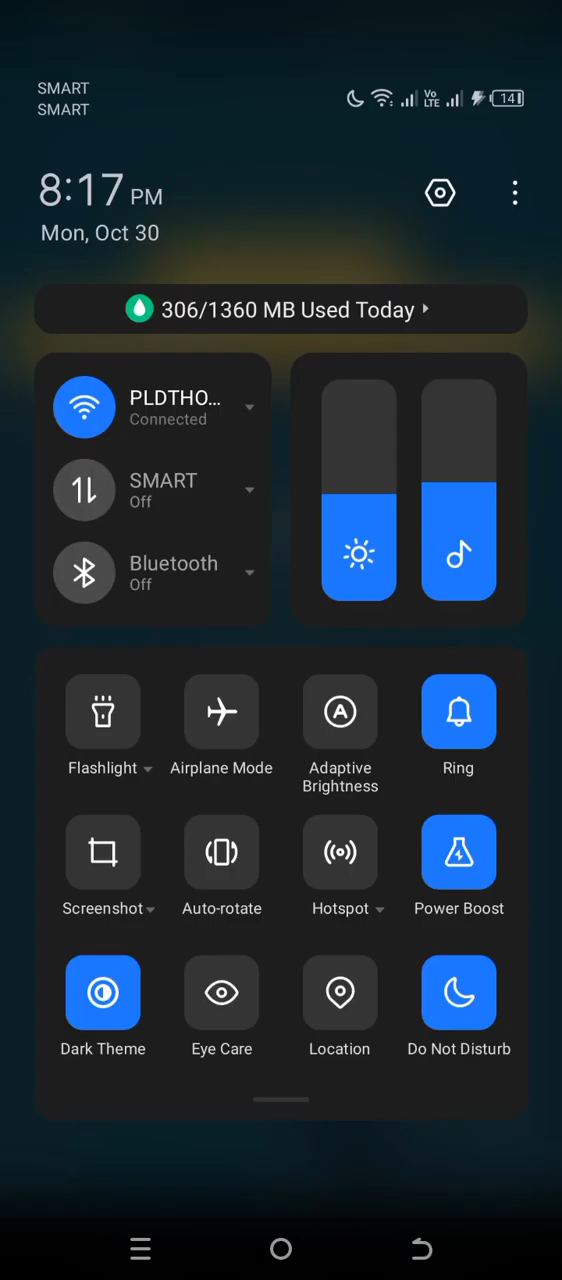 SMART
SMART
Vo
LTE
14
8:17 PM
Mon, Oct 30
306/1360 MB Used Today
PLDTHO...
Connected
SMART
Off
Bluetooth
Off
Flashlight
Airplane Mode
Adaptive
Brightness
Ring
Screenshot
Auto-rotate
Hotspot
Power Boost
Dark Theme
Eye Care
Location
Do Not Disturb